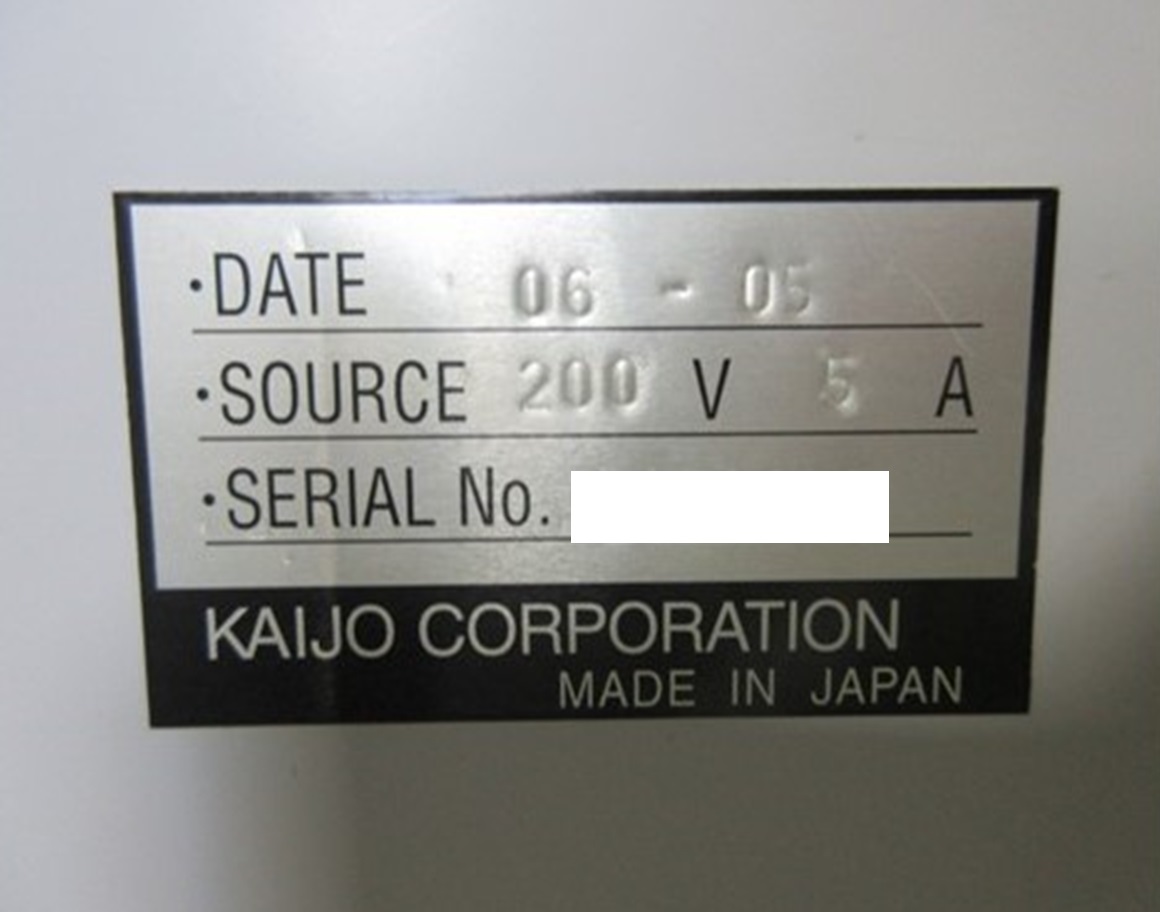 ·DATE 06 - 05
·SOURCE 200 V 5 A
·SERIAL No.
KAIJO CORPORATION
MADE IN JAPAN